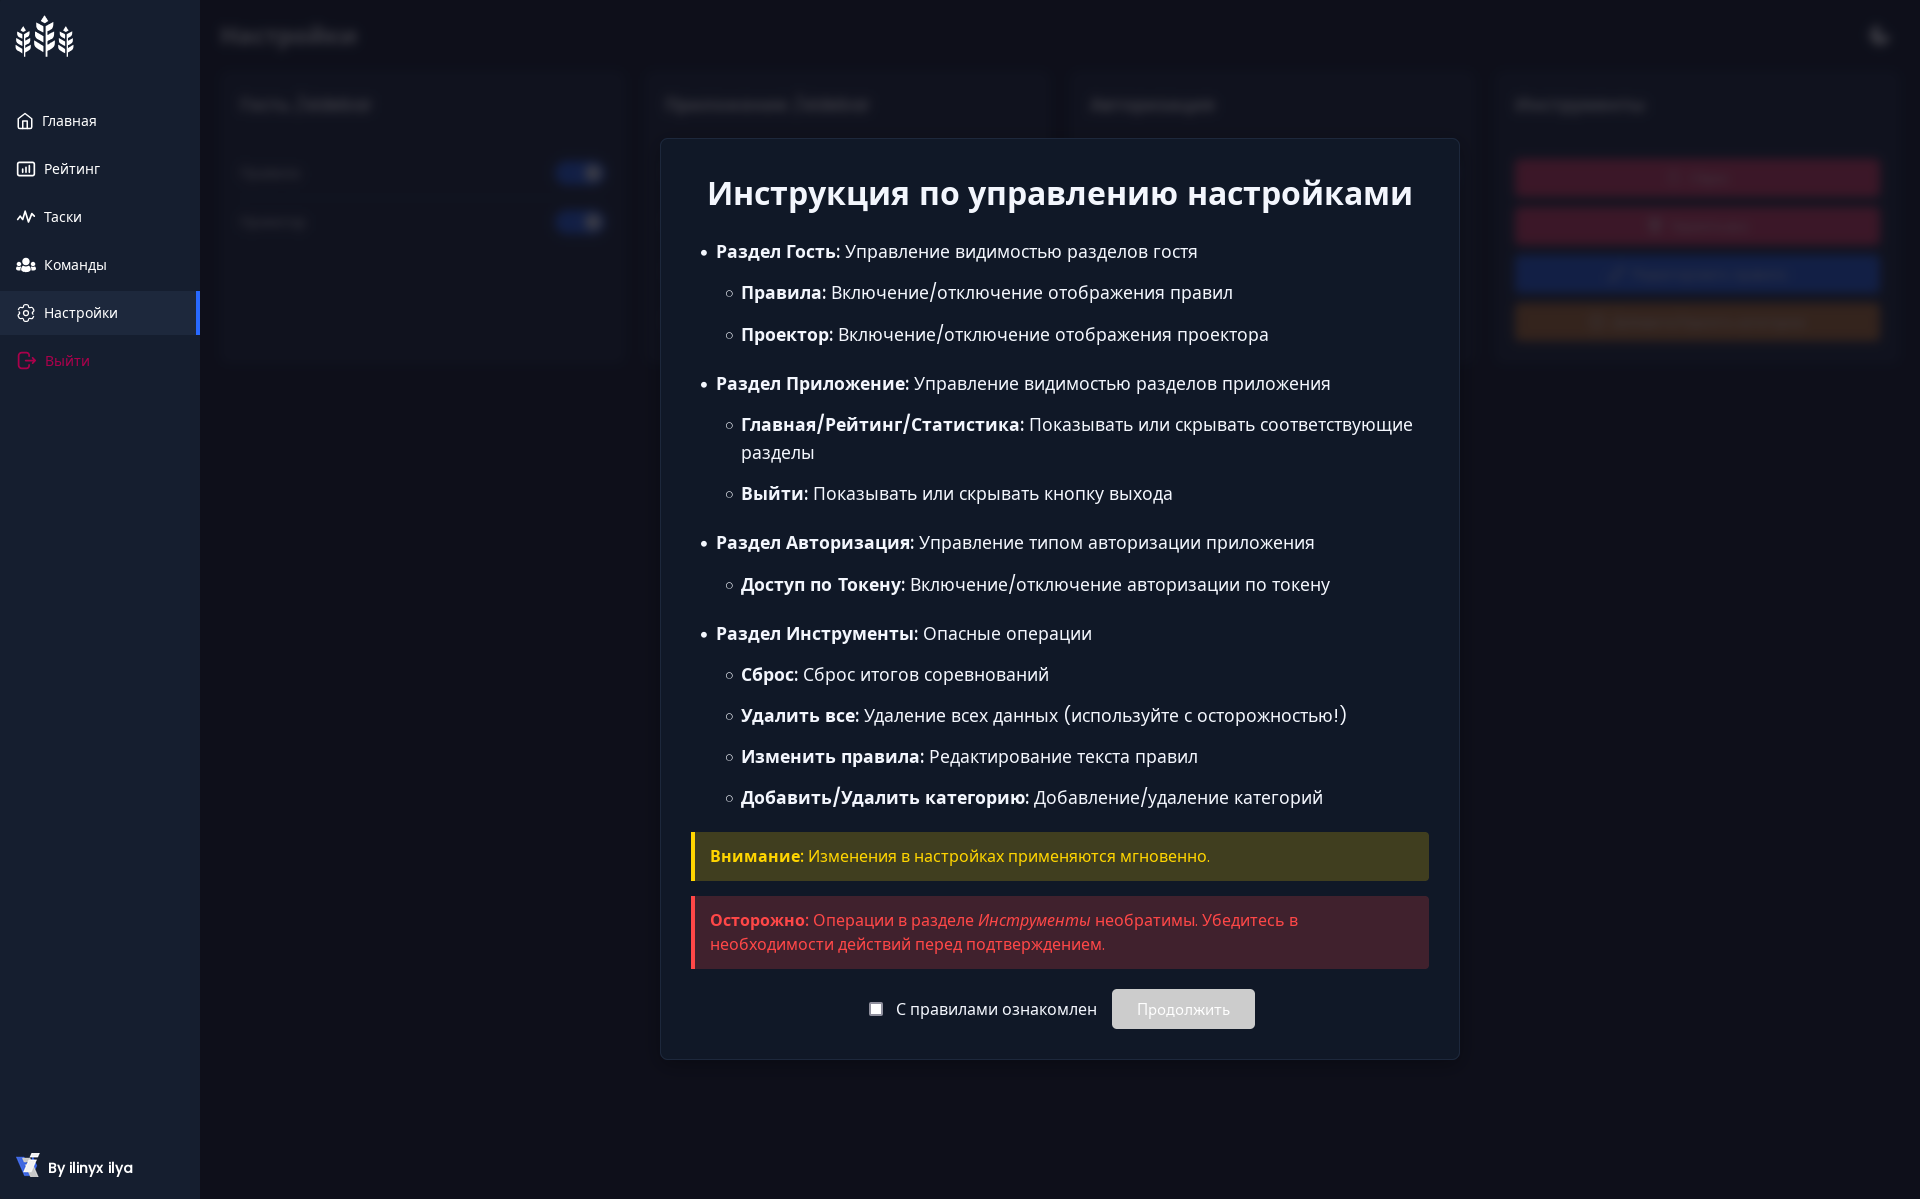 Главная
Рейтинг
Таски
Команды
Настройки
Выйти
By ilinyx ilya
Настройки
Авторизация
Инструменты
Инструкция по управлению настройками
• Раздел Гость: Управление видимостью разделов гостя
○ Правила: Включение/отключение отображения правил
○ Проектор: Включение/отключение отображения проектора
• Раздел Приложение: Управление видимостью разделов приложения
○ Главная/Рейтинг/Статистика: Показывать или скрывать соответствующие
разделы
○ Выйти: Показывать или скрывать кнопку выхода
• Раздел Авторизация: Управление типом авторизации приложения
○ Доступ по Токену: Включение/отключение авторизации по токену
• Раздел Инструменты: Опасные операции
○ Сброс: Сброс итогов соревнований
○ Удалить все: Удаление всех данных (используйте с осторожностью!)
○ Изменить правила: Редактирование текста правил
○ Добавить/Удалить категорию: Добавление/удаление категорий
Внимание: Изменения в настройках применяются мгновенно.
Осторожно: Операции в разделе Инструменты необратимы. Убедитесь в
необходимости действий перед подтверждением.
С правилами ознакомлен
Продолжить